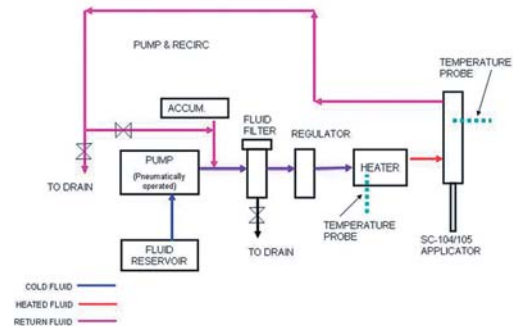 PUMP & RECIRC
TEMPERATURE
PROBE
ACCUM.
FLUID
FILTER
REGULATOR
PUMP
(Pneumatically
operated)
HEATER
TO DRAIN
TO DRAIN
TEMPERATURE
PROBE
FLUID
RESERVOIR
SC-104/105
APPLICATOR
COLD FLUID
HEATED FLUID
RETURN FLUID